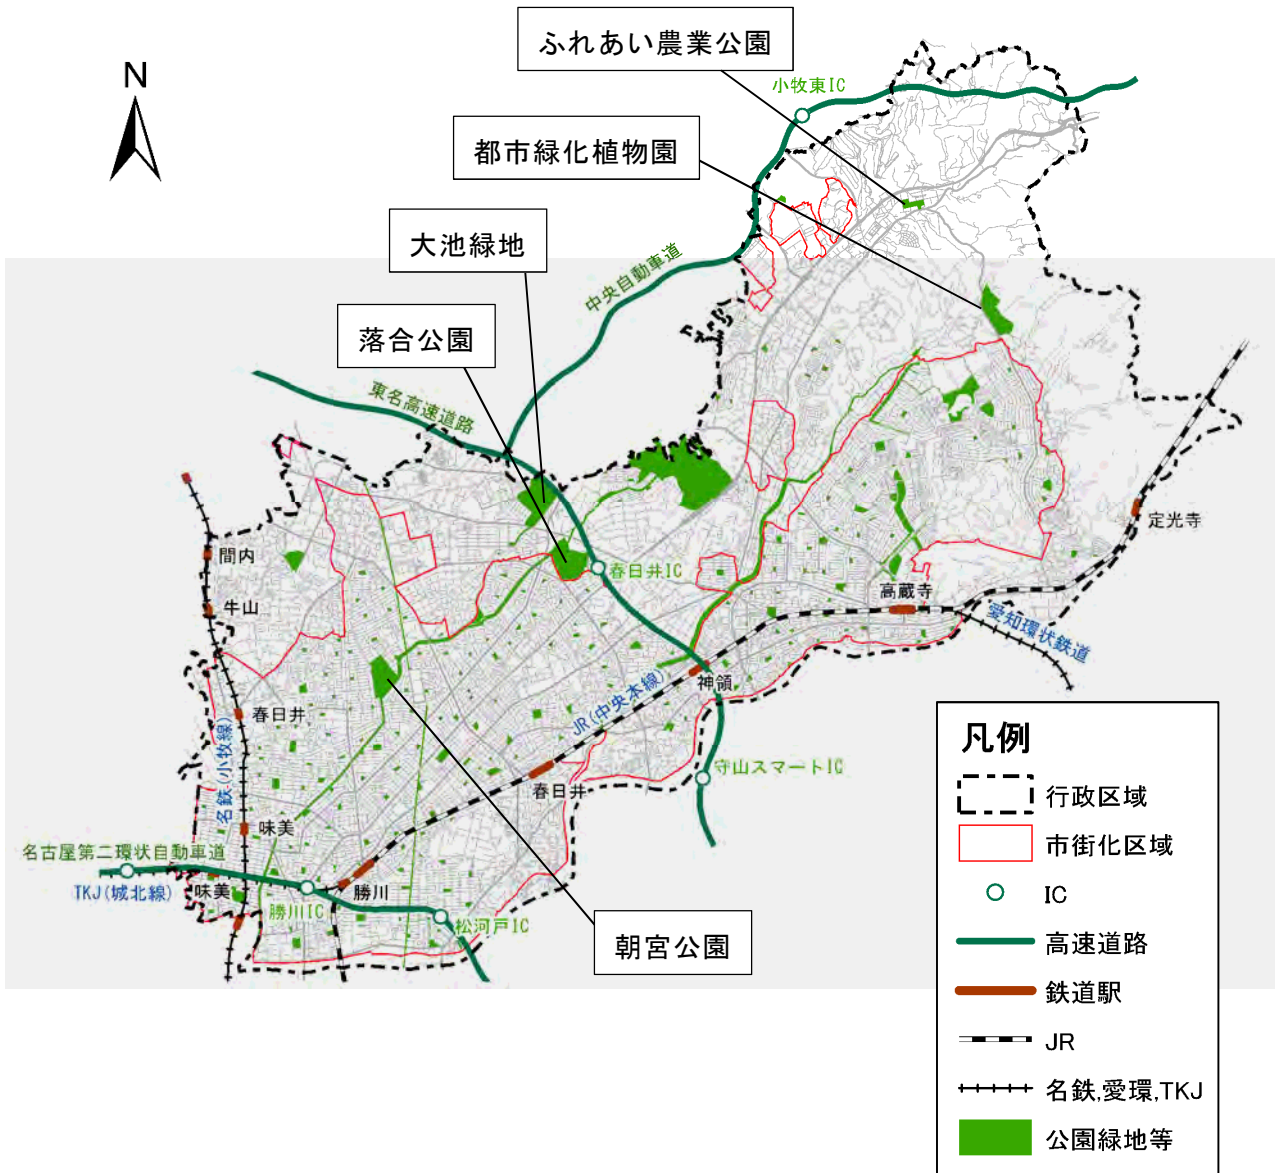 ふれあい農業公園
N
小牧東IC
都市緑化植物園
大池緑地
中央自動車道
落合公園
東名高速道路
定光寺
間内
春日井IC
牛山
高蔵寺
愛知環状鉄道
神領
JR(中央本線)
春日井
名鉄(小牧線)
守山スマートIC
春日井
味美
名古屋第二環状自動車道
TKJ(城北線)
味美
勝川
勝川IC
松河戸IC
朝宮公園
凡例
行政区域
市街化区域
IC
高速道路
鉄道駅
JR
名鉄,愛環,TKJ
公園緑地等